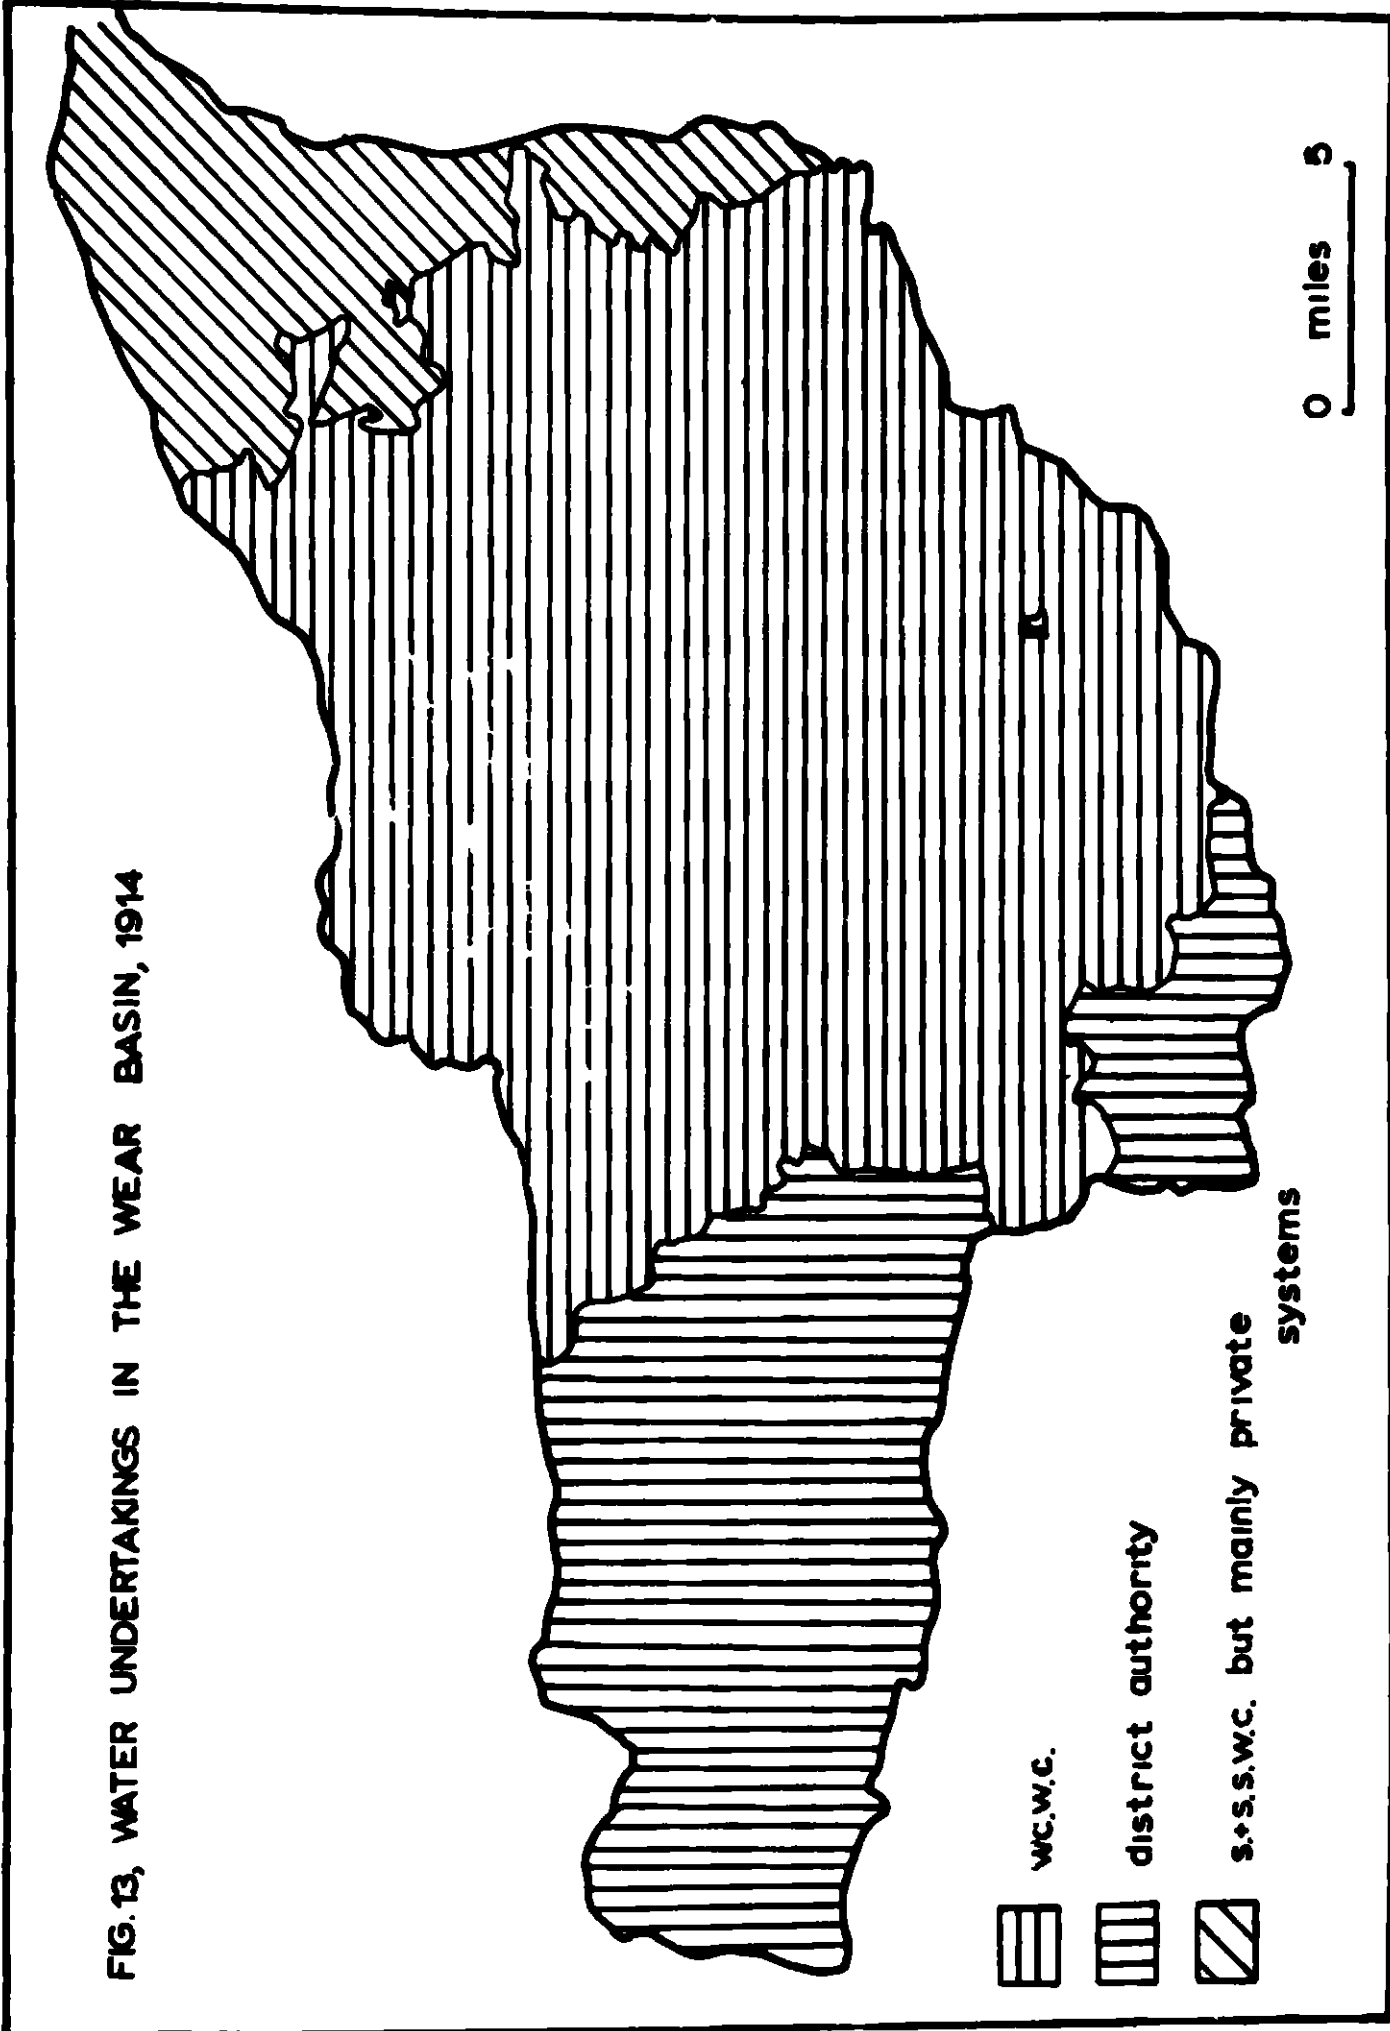 FIG. 13, WATER UNDERTAKINGS IN THE WEAR BASIN, 1914
w.c.w.c.
district authority
s.+s.s.w.c. but mainly private
systems
0 miles 5